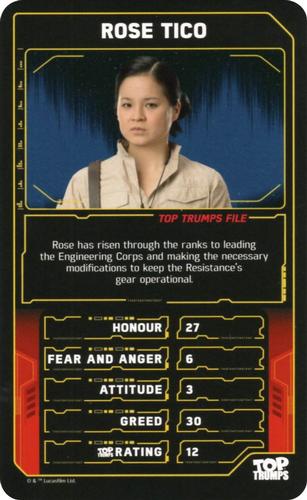 ROSE TICO
TOP TRUMPS FILE
Rose has risen through the ranks to leading
the Engineering Corps and making the necessary
modifications to keep the Resistance's
gear operational.
HONOUR 27
FEAR AND ANGER 6
ATTITUDE 3
GREED 30
TOP TRUMPS RATING 12
© & ™ Lucasfilm Ltd.
TOP
TRUMPS